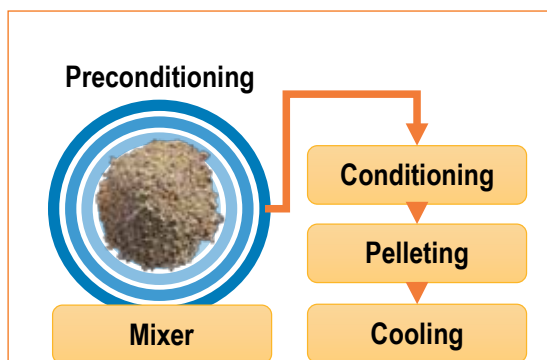 Preconditioning
Mixer
Conditioning
Pelleting
Cooling